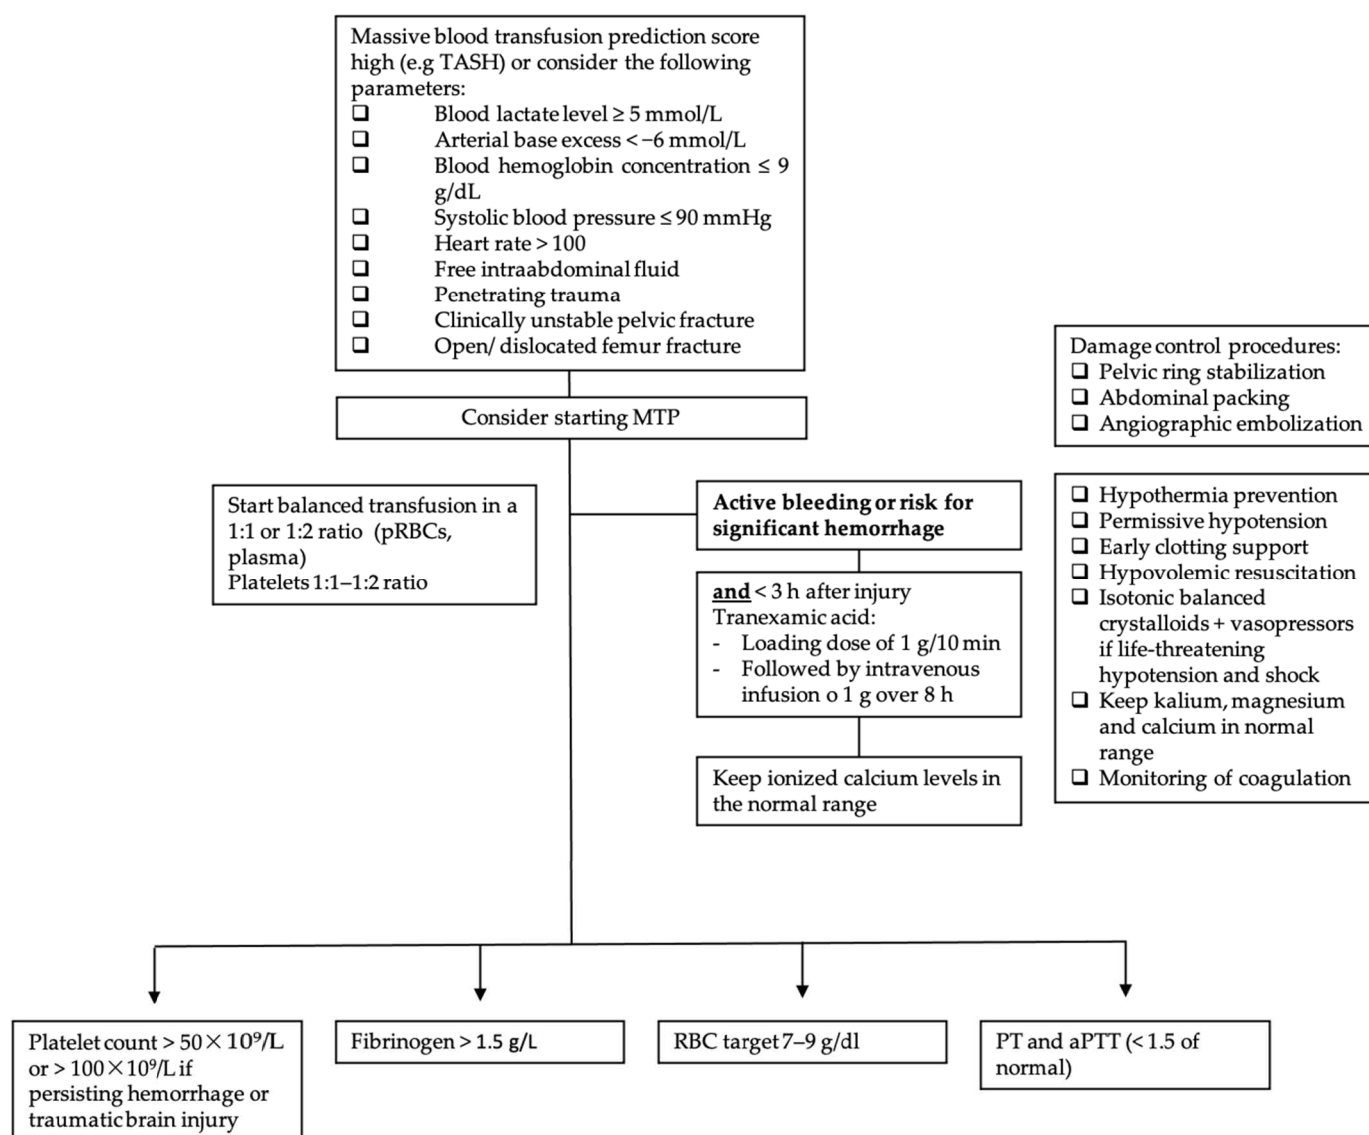 Massive blood transfusion prediction score
high (e.g TASH) or consider the following
parameters:
❑ Blood lactate level ≥ 5 mmol/L
❑ Arterial base excess < −6 mmol/L
❑ Blood hemoglobin concentration ≤ 9
g/dL
❑ Systolic blood pressure ≤ 90 mmHg
❑ Heart rate > 100
❑ Free intraabdominal fluid
❑ Penetrating trauma
❑ Clinically unstable pelvic fracture
❑ Open/ dislocated femur fracture
Consider starting MTP
Start balanced transfusion in a
1:1 or 1:2 ratio (pRBCs,
plasma)
Platelets 1:1–1:2 ratio
Active bleeding or risk for
significant hemorrhage
and < 3 h after injury
Tranexamic acid:
- Loading dose of 1 g/10 min
- Followed by intravenous
infusion o 1 g over 8 h
Keep ionized calcium levels in
the normal range
Damage control procedures:
❑ Pelvic ring stabilization
❑ Abdominal packing
❑ Angiographic embolization
❑ Hypothermia prevention
❑ Permissive hypotension
❑ Early clotting support
❑ Hypovolemic resuscitation
❑ Isotonic balanced
crystalloids + vasopressors
if life-threatening
hypotension and shock
❑ Keep kalium, magnesium
and calcium in normal
range
❑ Monitoring of coagulation
Platelet count > 50 × 10⁹/L
or > 100 × 10⁹/L if
persisting hemorrhage or
traumatic brain injury
Fibrinogen > 1.5 g/L
RBC target 7–9 g/dl
PT and aPTT (< 1.5 of
normal)